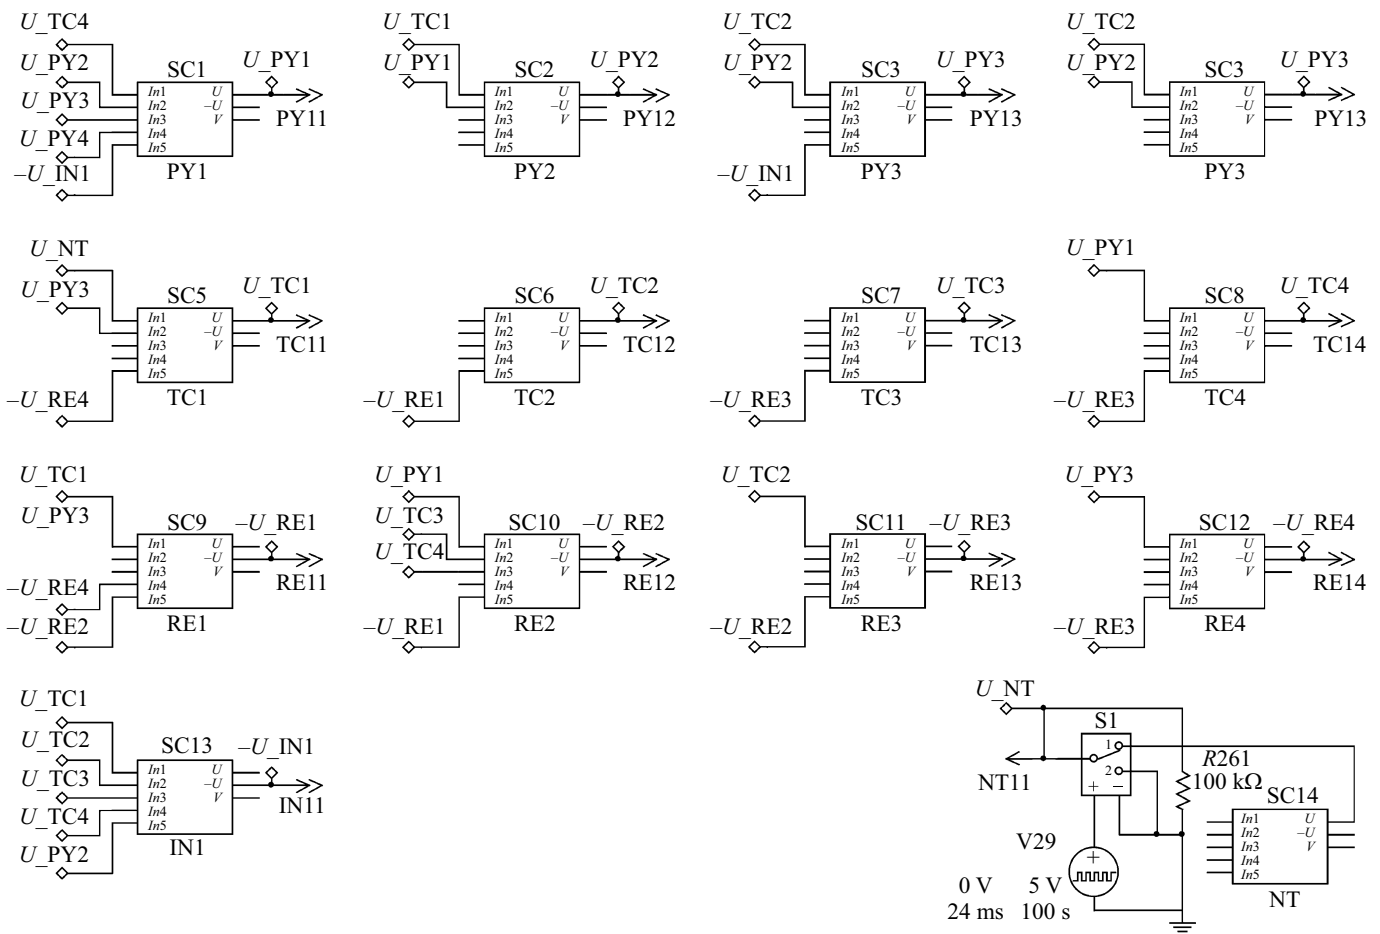 U_TC4
U_PY2
U_PY3
U_PY4
–U_IN1
SC1
In1
In2
In3
In4
In5
U
–U
V
PY1
U_PY1
PY11
U_TC1
U_PY1
SC2
In1
In2
In3
In4
In5
U
–U
V
PY2
U_PY2
PY12
U_TC2
U_PY2
–U_IN1
SC3
In1
In2
In3
In4
In5
U
–U
V
PY3
U_PY3
PY13
U_TC2
U_PY2
SC3
In1
In2
In3
In4
In5
U
–U
V
PY3
U_PY3
PY13
U_NT
U_PY3
–U_RE4
SC5
In1
In2
In3
In4
In5
U
–U
V
TC1
U_TC1
TC11
–U_RE1
SC6
In1
In2
In3
In4
In5
U
–U
V
TC2
U_TC2
TC12
–U_RE3
SC7
In1
In2
In3
In4
In5
U
–U
V
TC3
U_TC3
TC13
U_PY1
–U_RE3
SC8
In1
In2
In3
In4
In5
U
–U
V
TC4
U_TC4
TC14
U_TC1
U_PY3
–U_RE4
–U_RE2
SC9
In1
In2
In3
In4
In5
U
–U
V
RE1
–U_RE1
RE11
U_PY1
U_TC3
U_TC4
–U_RE1
SC10
In1
In2
In3
In4
In5
U
–U
V
RE2
–U_RE2
RE12
U_TC2
–U_RE2
SC11
In1
In2
In3
In4
In5
U
–U
V
RE3
–U_RE3
RE13
U_PY3
–U_RE3
SC12
In1
In2
In3
In4
In5
U
–U
V
RE4
–U_RE4
RE14
U_TC1
U_TC2
U_TC3
U_TC4
U_PY2
SC13
In1
In2
In3
In4
In5
U
–U
V
IN1
–U_IN1
IN11
U_NT
NT11
S1
1
2
+ –
R261
100 kΩ
V29
+
0 V 5 V
24 ms 100 s
SC14
In1
In2
In3
In4
In5
U
–U
V
NT